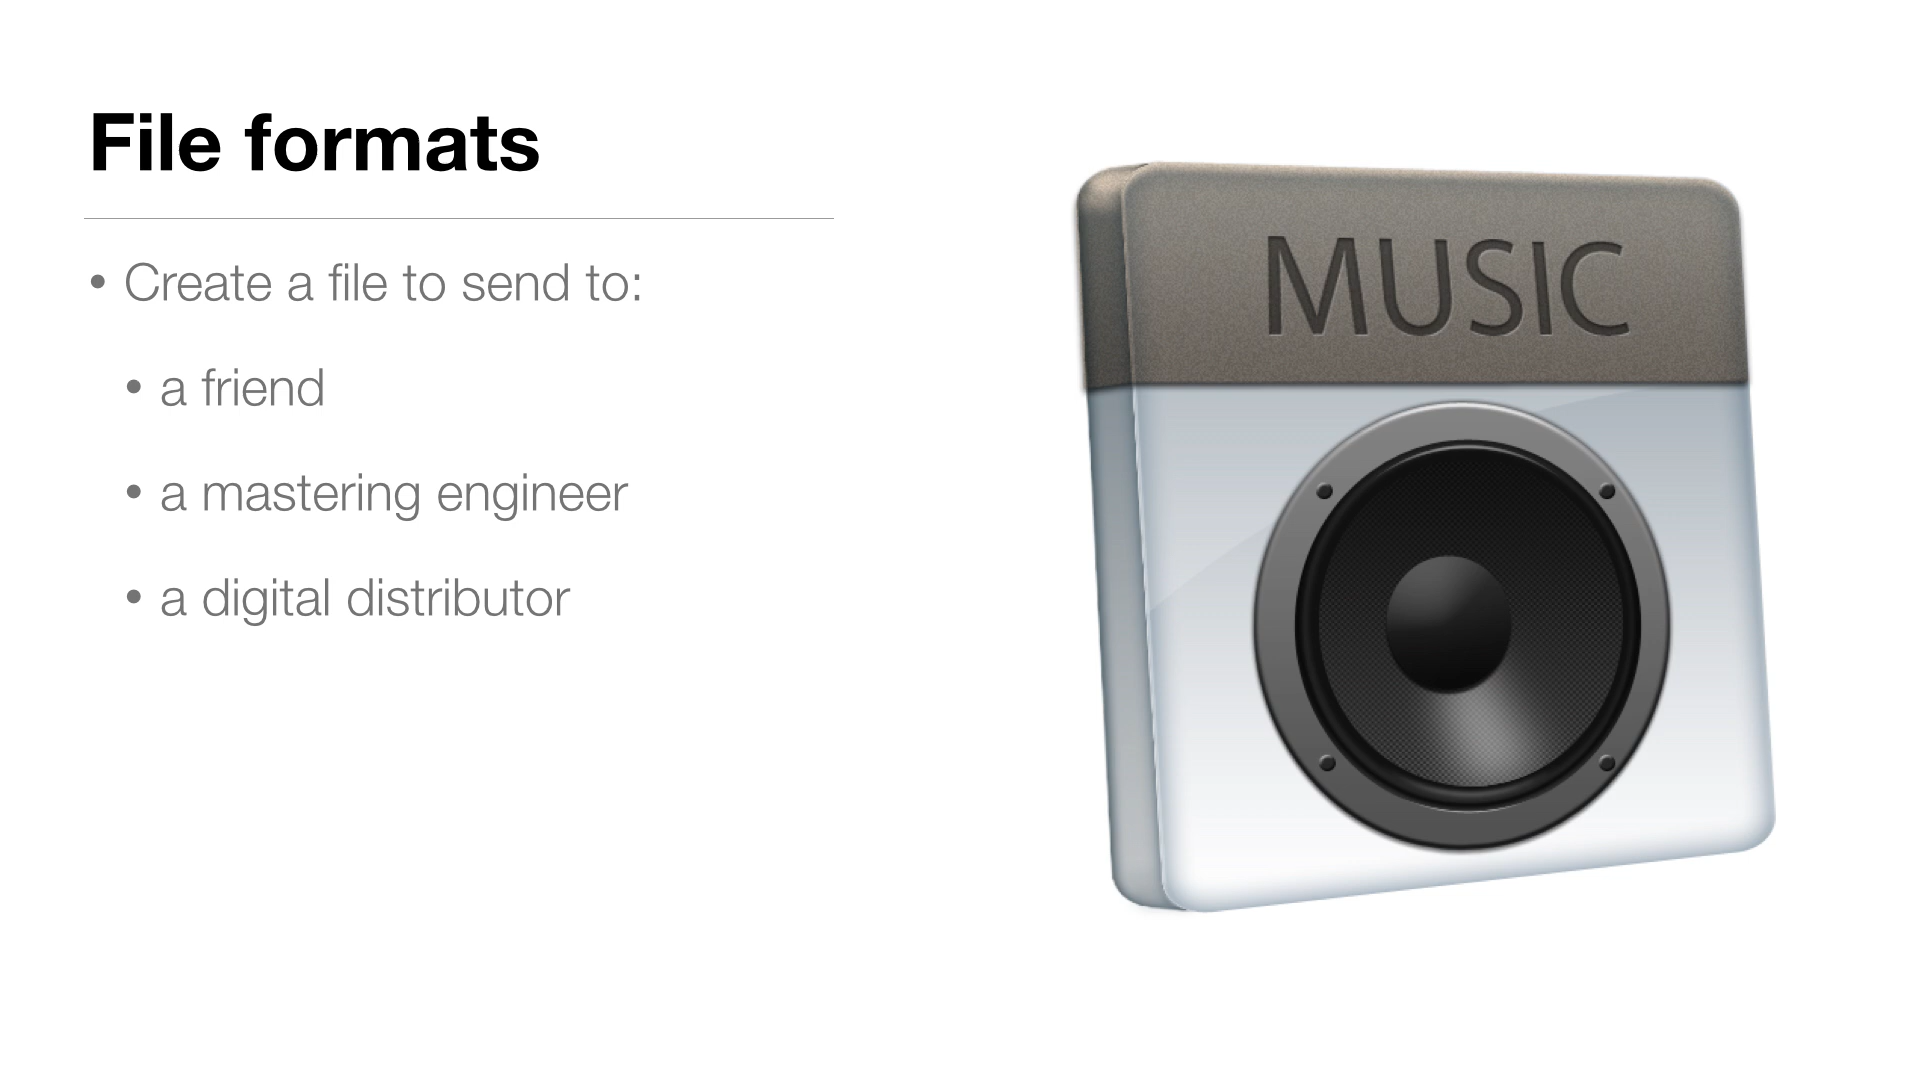 File formats
• Create a file to send to:
• a friend
• a mastering engineer
• a digital distributor
MUSIC